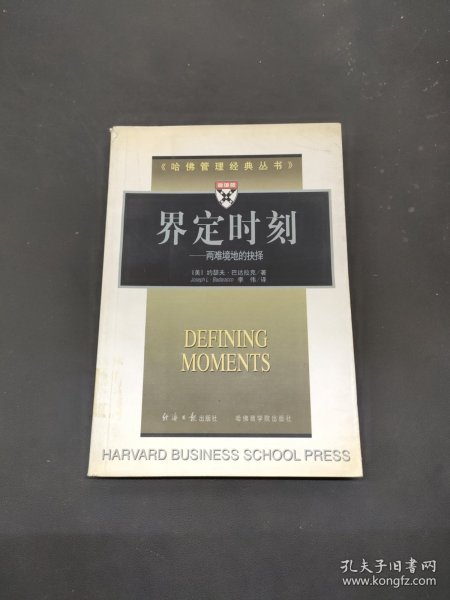 《哈佛管理经典丛书》
界定时刻
——两难境地的抉择
〔美〕约瑟夫·巴达拉克 著
Joseph L. Badaracco 李 伟 译
DEFINING
MOMENTS
经济日报出版社 哈佛商学院出版社
HARVARD BUSINESS SCHOOL PRESS
孔夫子旧书网
www.kongfz.com